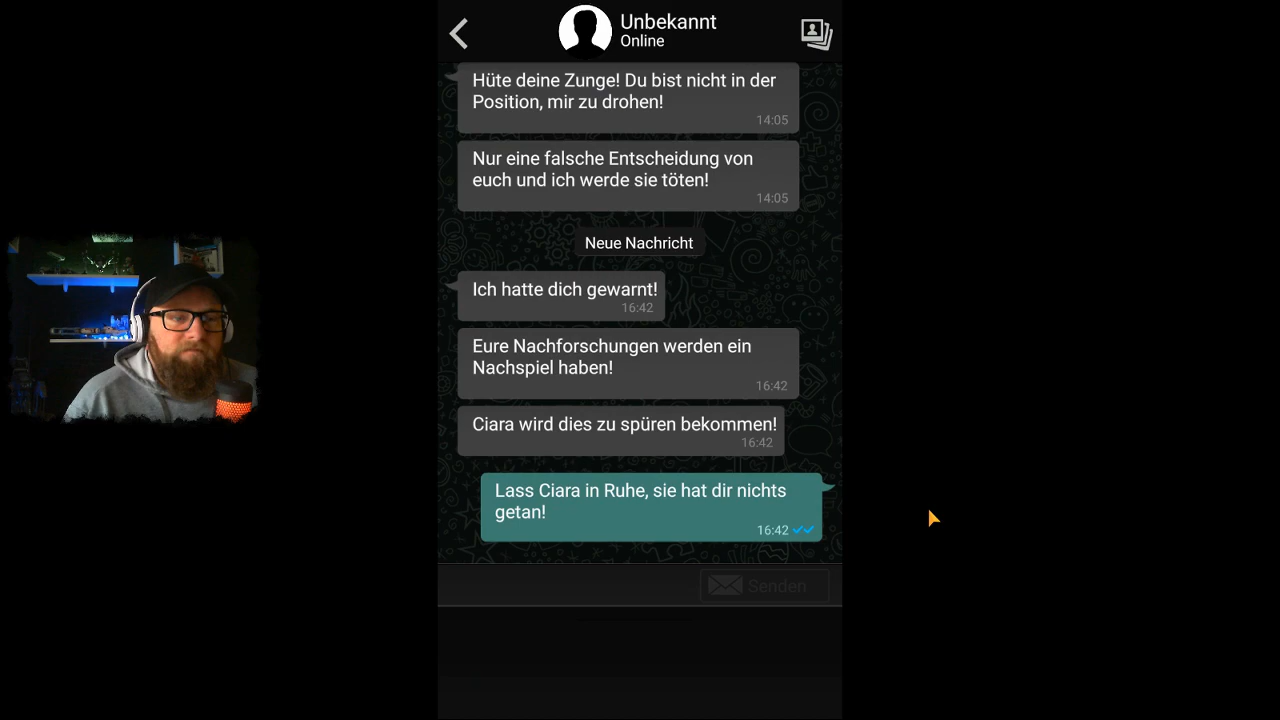 Unbekannt
Online
Hüte deine Zunge! Du bist nicht in der
Position, mir zu drohen!
14:05
Nur eine falsche Entscheidung von
euch und ich werde sie töten!
14:05
Neue Nachricht
Ich hatte dich gewarnt!
16:42
Eure Nachforschungen werden ein
Nachspiel haben!
16:42
Ciara wird dies zu spüren bekommen!
16:42
Lass Ciara in Ruhe, sie hat dir nichts
getan!
16:42
Senden